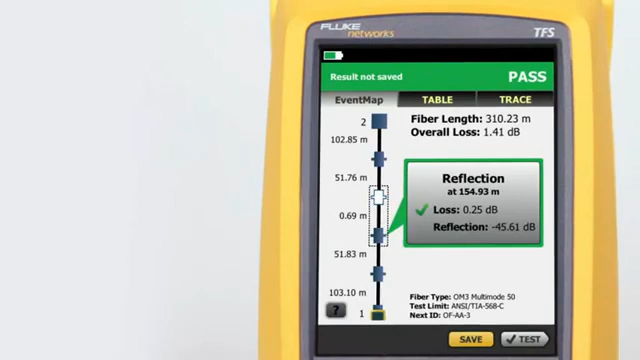 FLUKE
networks
TFS
Result not saved
PASS
EventMap
TABLE
TRACE
2
102.85 m
51.76 m
0.69 m
51.83 m
103.10 m
1
Fiber Length: 310.23 m
Overall Loss: 1.41 dB
Reflection
at 154.93 m
Loss: 0.25 dB
Reflection: -45.61 dB
Fiber Type: OM3 Multimode 50
Test Limit: ANSI/TIA-568-C
Next ID: OF-AA-3
?
SAVE
TEST